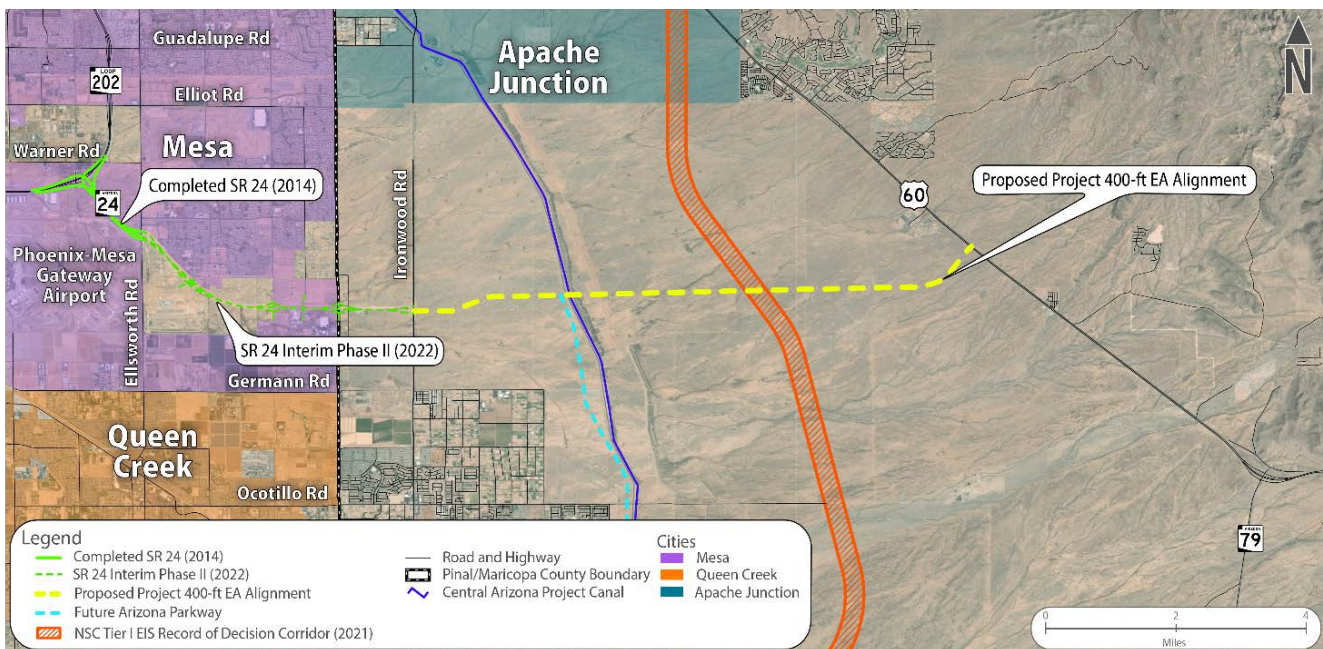 Guadalupe Rd
LOOP
202
Elliot Rd
Apache
Junction
N
Warner Rd
Mesa
Completed SR 24 (2014)
24
Ironwood Rd
60
Proposed Project 400-ft EA Alignment
Phoenix-Mesa
Gateway
Airport
Ellsworth Rd
SR 24 Interim Phase II (2022)
Germann Rd
Queen
Creek
Ocotillo Rd
79
Legend
Completed SR 24 (2014)
SR 24 Interim Phase II (2022)
Proposed Project 400-ft EA Alignment
Future Arizona Parkway
NSC Tier I EIS Record of Decision Corridor (2021)
Road and Highway
Pinal/Maricopa County Boundary
Central Arizona Project Canal
Cities
Mesa
Queen Creek
Apache Junction
0 2 4
Miles